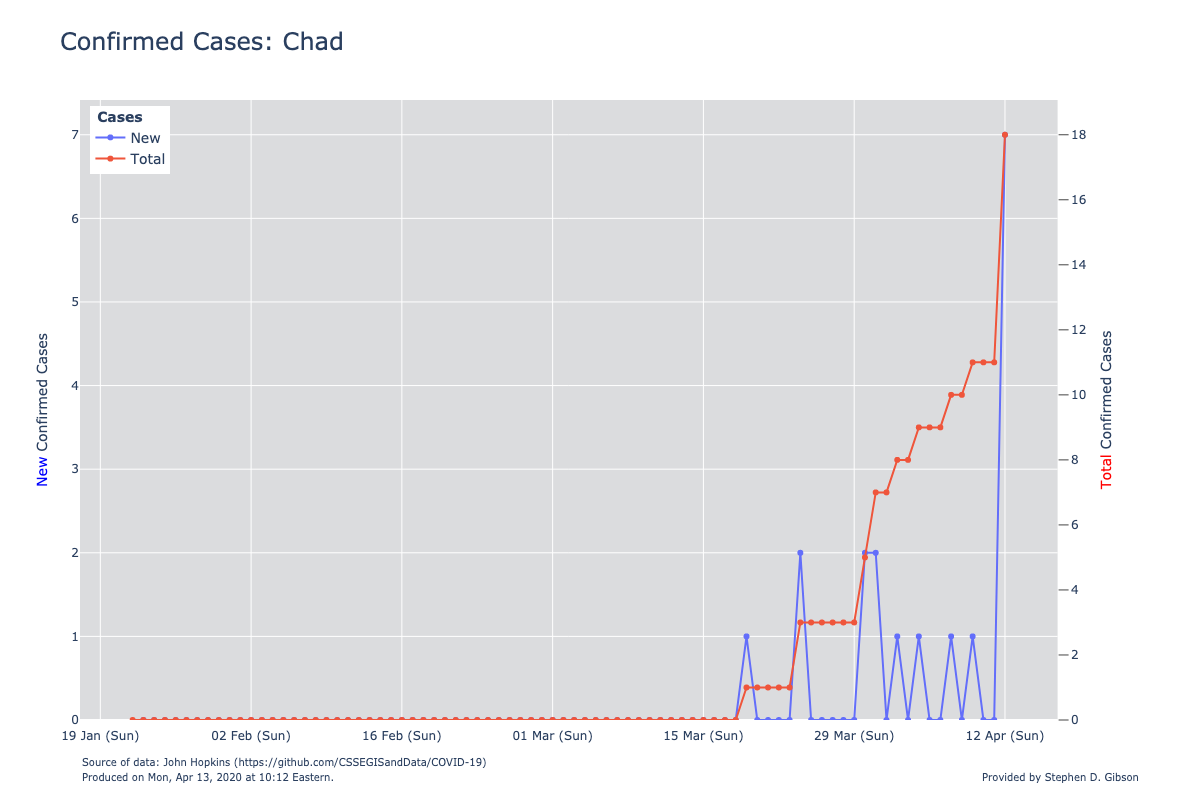 Confirmed Cases: Chad
Cases
New
Total
7
6
5
4
3
2
1
0
New Confirmed Cases
18
16
14
12
10
8
6
4
2
0
Total Confirmed Cases
19 Jan (Sun) 02 Feb (Sun) 16 Feb (Sun) 01 Mar (Sun) 15 Mar (Sun) 29 Mar (Sun) 12 Apr (Sun)
Source of data: John Hopkins (https://github.com/CSSEGISandData/COVID-19)
Produced on Mon, Apr 13, 2020 at 10:12 Eastern.
Provided by Stephen D. Gibson